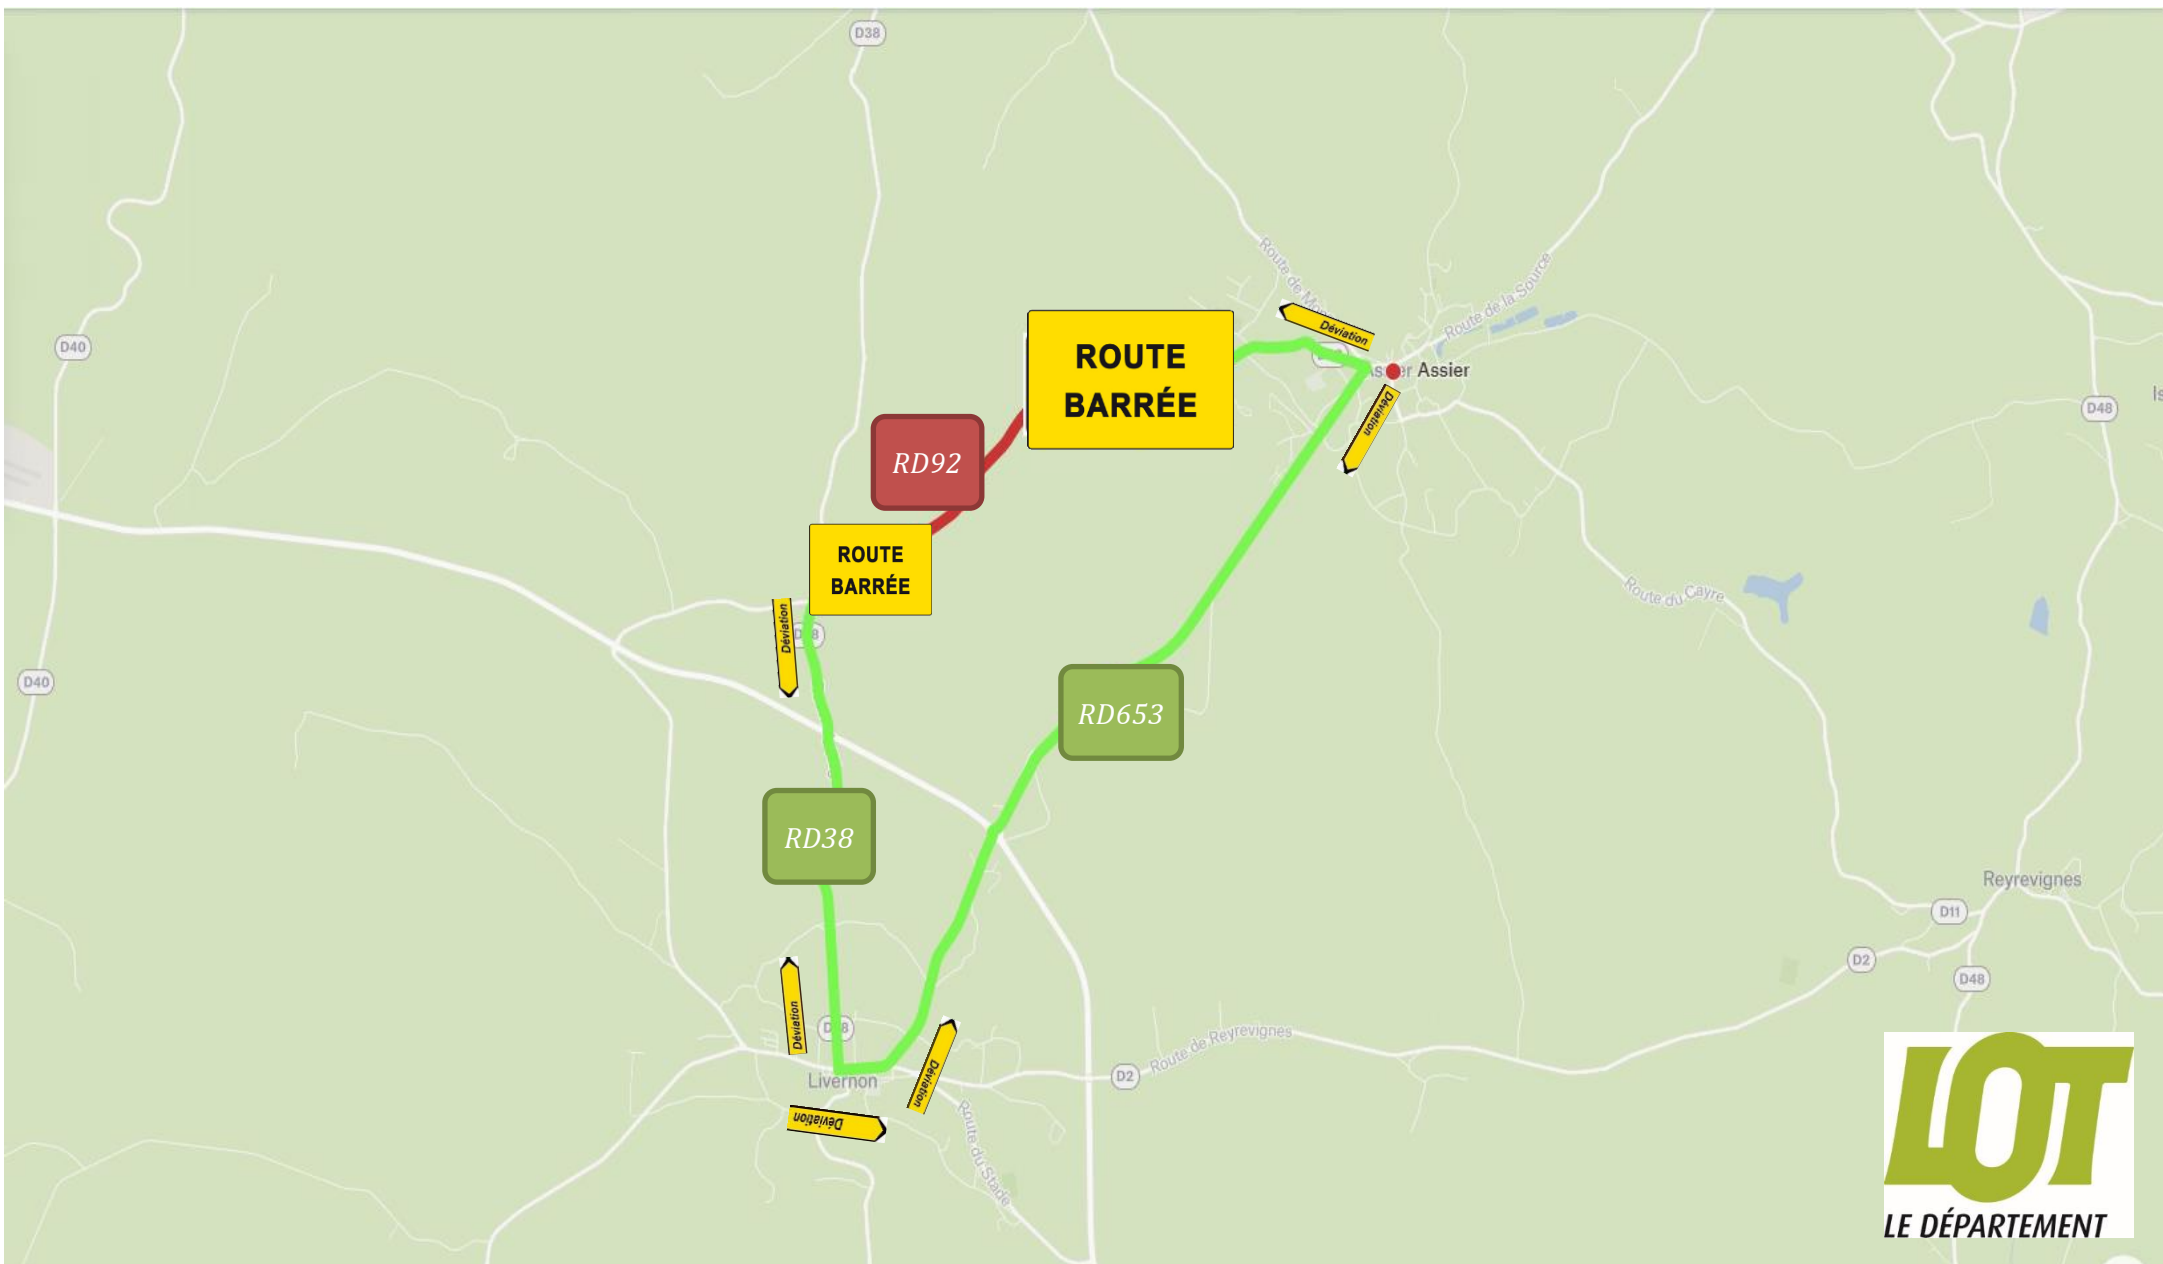 D38
Route de la Source
Route de
D40
ROUTE
BARRÉE
Déviation
Assier
D48
Déviation
RD92
ROUTE
BARRÉE
Route du Cayre
Déviation
D40
RD653
RD38
Reyrevignes
D11
D2
D48
Déviation
Déviation
Route de Reyrevignes
D2
Livernon
Déviation
Route du Stade
LOT
LE DÉPARTEMENT